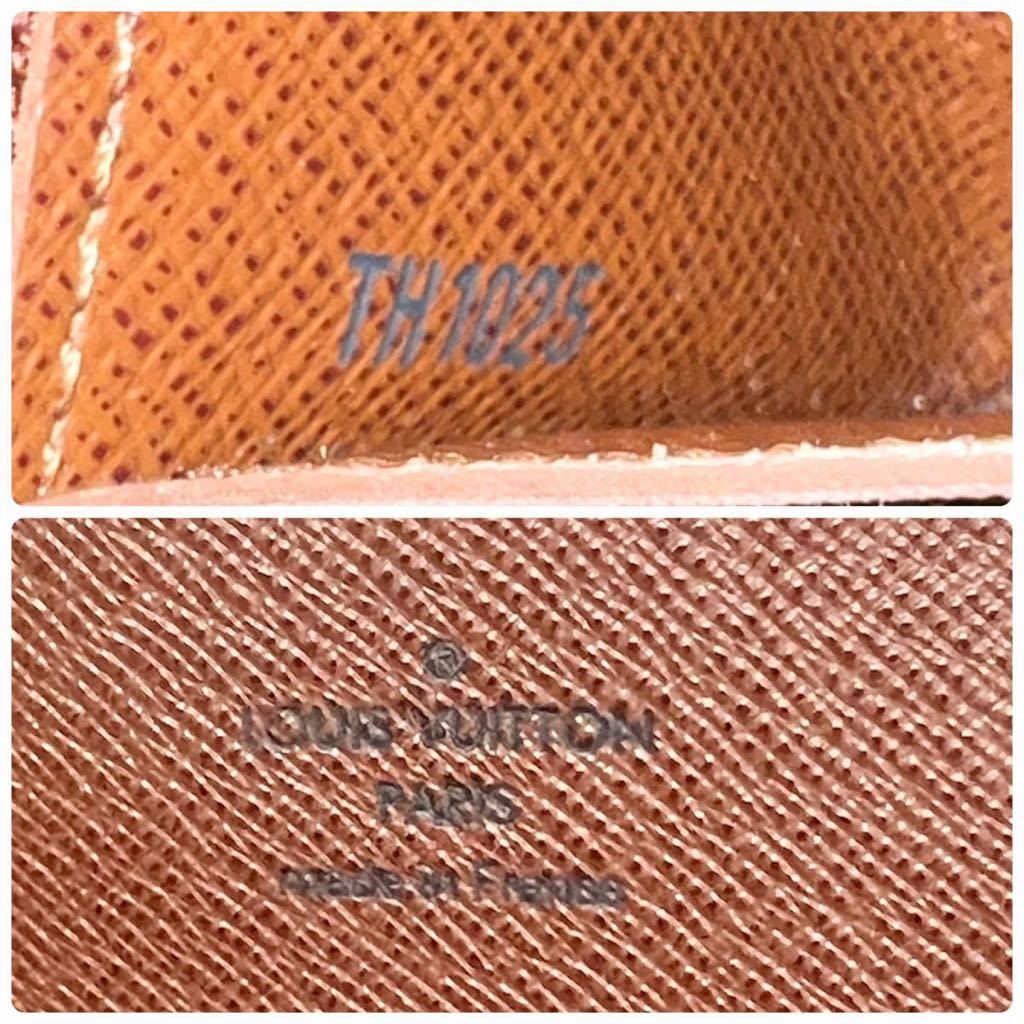 TH1025
®
LOUIS VUITTON
PARIS
made in France